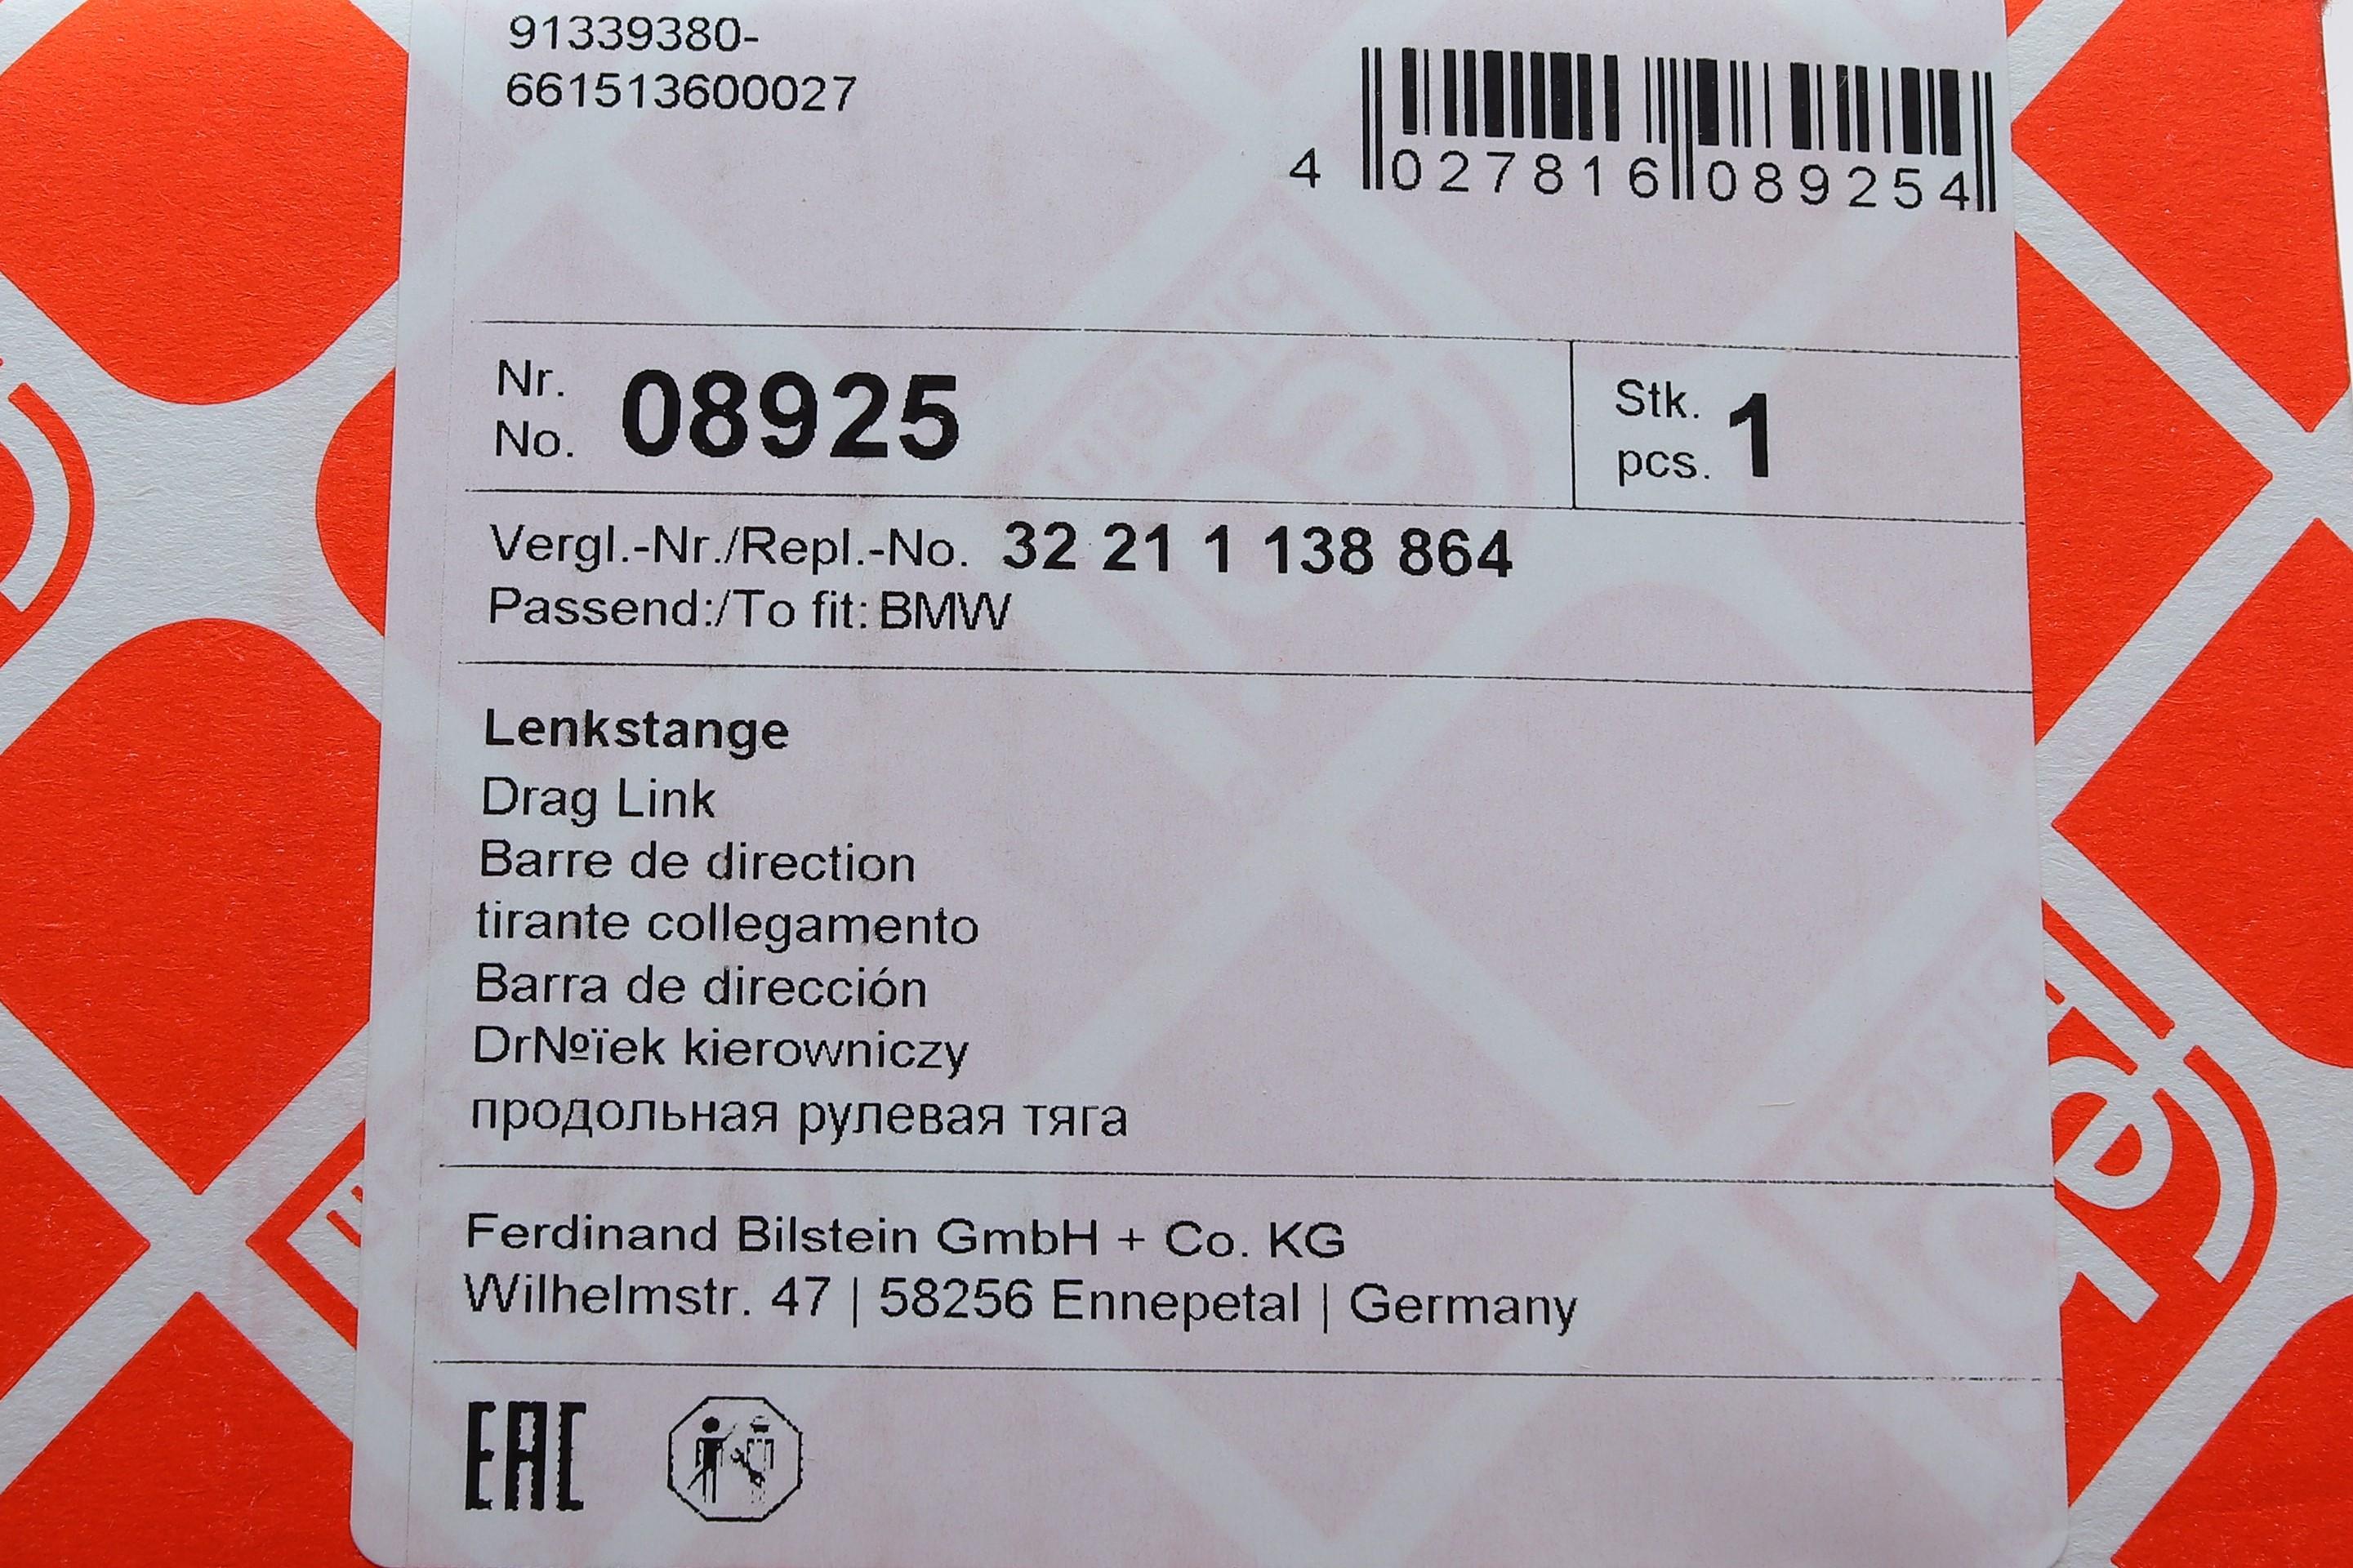 91339380-
661513600027
4 027816 089254
Nr.
No. 08925
Stk.
pcs. 1
Vergl.-Nr./Repl.-No. 32 21 1 138 864
Passend:/To fit: BMW
Lenkstange
Drag Link
Barre de direction
tirante collegamento
Barra de dirección
Dr№їek kierowniczy
продольная рулевая тяга
Ferdinand Bilstein GmbH + Co. KG
Wilhelmstr. 47 | 58256 Ennepetal | Germany
EAC